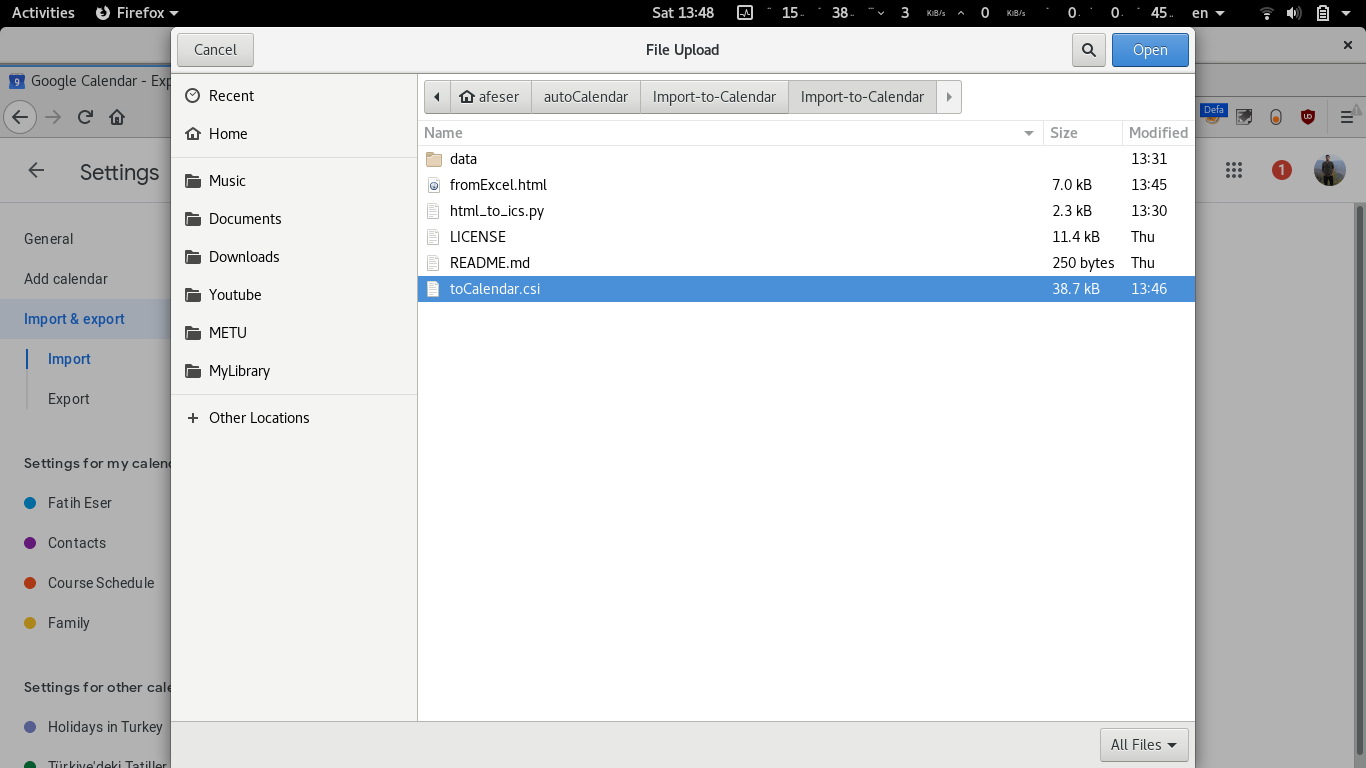 Activities Firefox Sat 13:48 15.. 38.. 3 KiB/s 0 KiB/s 0. 0. 45.. en
Cancel File Upload Open
Google Calendar - Exp
Recent
Home
Music
Documents
Downloads
Youtube
METU
MyLibrary
Other Locations
afeser autoCalendar Import-to-Calendar Import-to-Calendar
Name Size Modified
data 13:31
fromExcel.html 7.0 kB 13:45
html_to_ics.py 2.3 kB 13:30
LICENSE 11.4 kB Thu
README.md 250 bytes Thu
toCalendar.csi 38.7 kB 13:46
All Files
Settings
General
Add calendar
Import & export
Import
Export
Settings for my calend
Fatih Eser
Contacts
Course Schedule
Family
Settings for other cale
Holidays in Turkey
Türkiye'deki Tatiller
9
Defa
1